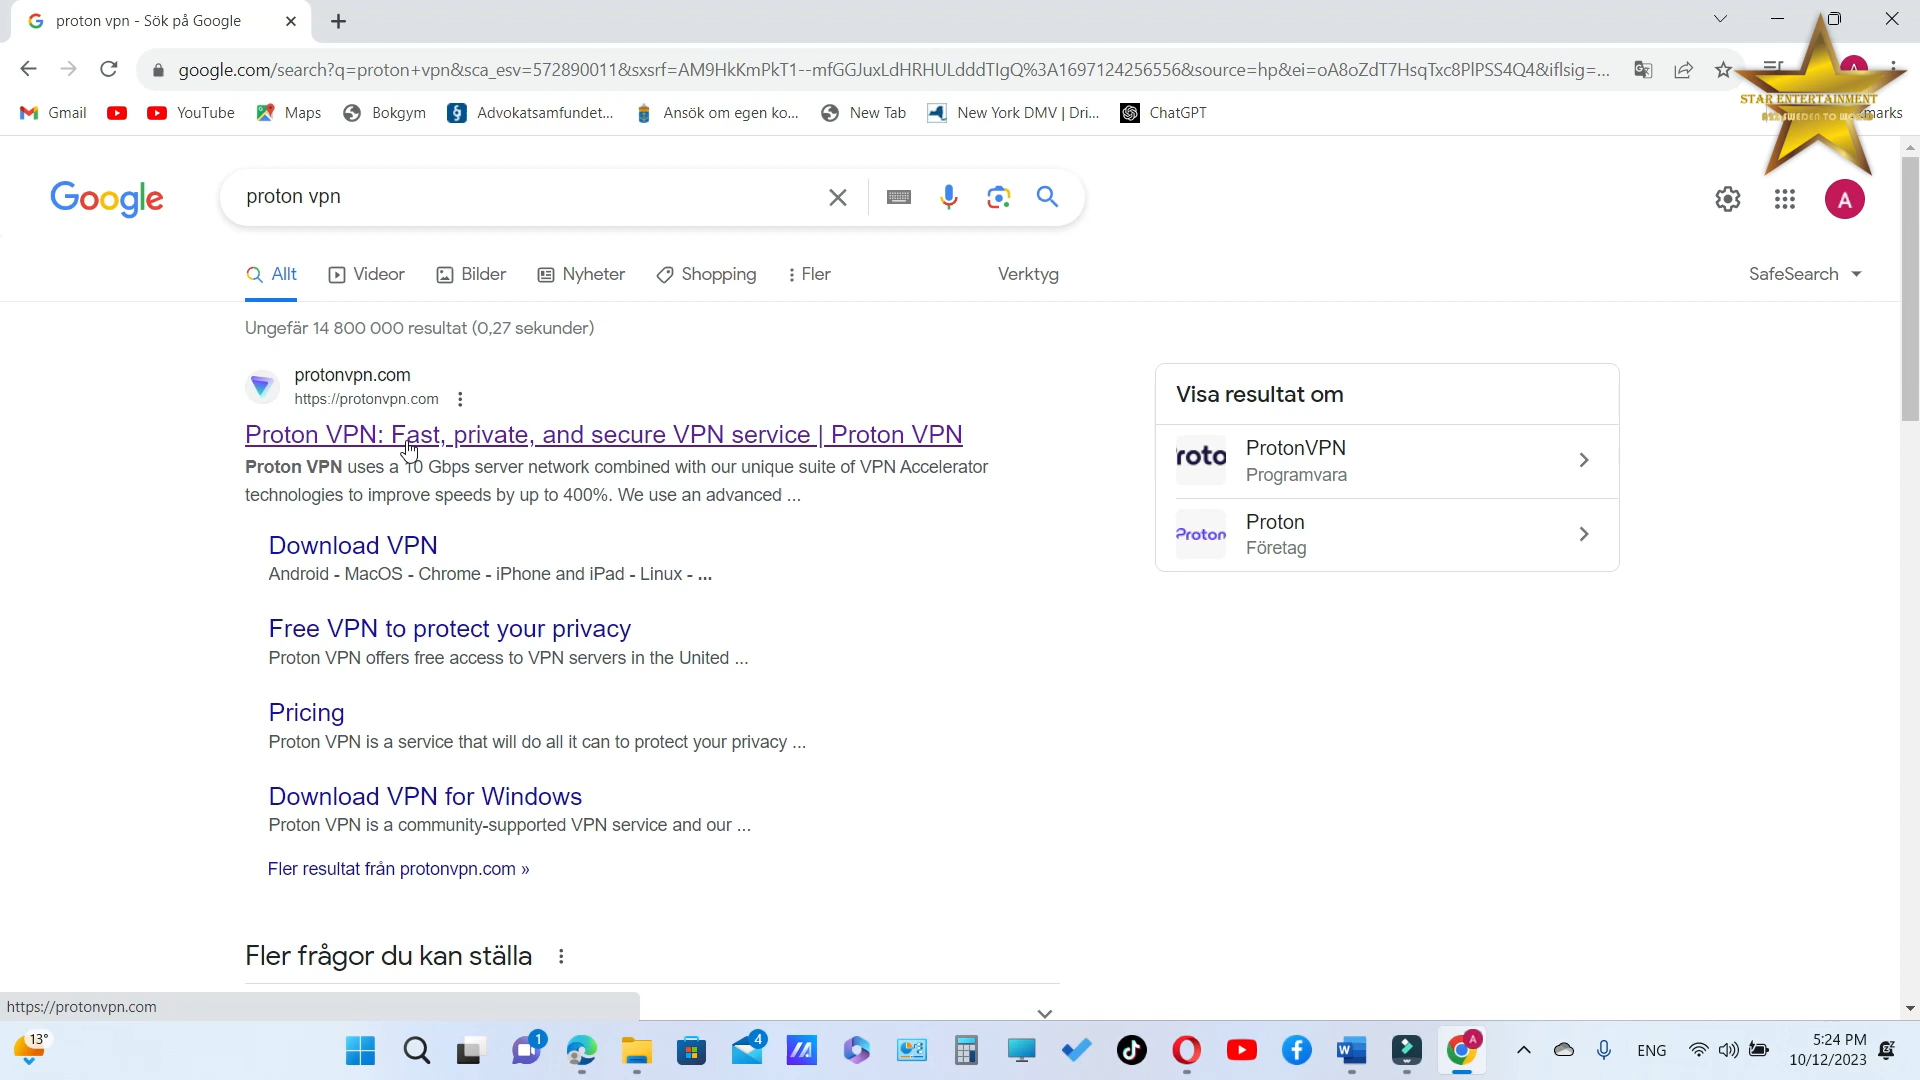 proton vpn - Sök på Google
google.com/search?q=proton+vpn&sca_esv=572890011&sxsrf=AM9HkKmPkT1--mfGGJuxLdHRHULdddTIgQ%3A1697124256556&source=hp&ei=oA8oZdT7HsqTxc8PlPSS4Q4&iflsig=...
Gmail YouTube Maps Bokgym Advokatsamfundet... Ansök om egen ko... New Tab New York DMV | Dri... ChatGPT marks
STAR ENTERTAINMENT
SWEDEN TO
Google
proton vpn
A
Allt Videor Bilder Nyheter Shopping Fler Verktyg SafeSearch
Ungefär 14 800 000 resultat (0,27 sekunder)
protonvpn.com
https://protonvpn.com
Proton VPN: Fast, private, and secure VPN service | Proton VPN
Proton VPN uses a 10 Gbps server network combined with our unique suite of VPN Accelerator
technologies to improve speeds by up to 400%. We use an advanced ...
Download VPN
Android - MacOS - Chrome - iPhone and iPad - Linux - ...
Free VPN to protect your privacy
Proton VPN offers free access to VPN servers in the United ...
Pricing
Proton VPN is a service that will do all it can to protect your privacy ...
Download VPN for Windows
Proton VPN is a community-supported VPN service and our ...
Fler resultat från protonvpn.com »
Visa resultat om
roto
ProtonVPN
Programvara
Proton
Proton
Företag
Fler frågor du kan ställa
https://protonvpn.com
13°
1
4
W
A
ENG
5:24 PM
10/12/2023